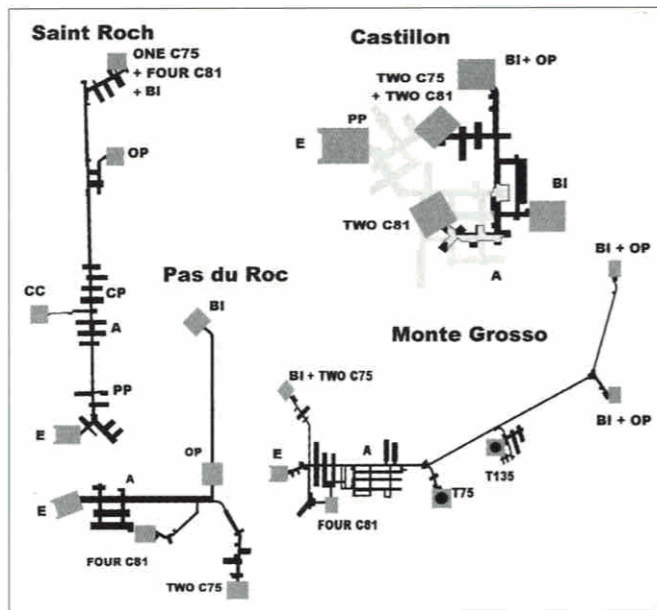 Saint Roch
ONE C75
+ FOUR C81
+ BI
OP
CC
CP
A
PP
E
Castillon
BI + OP
TWO C75
+ TWO C81
PP
E
BI
TWO C81
A
Pas du Roc
BI
OP
A
E
FOUR C81
TWO C75
Monte Grosso
BI + OP
BI + OP
BI + TWO C75
E
A
T135
T75
FOUR C81